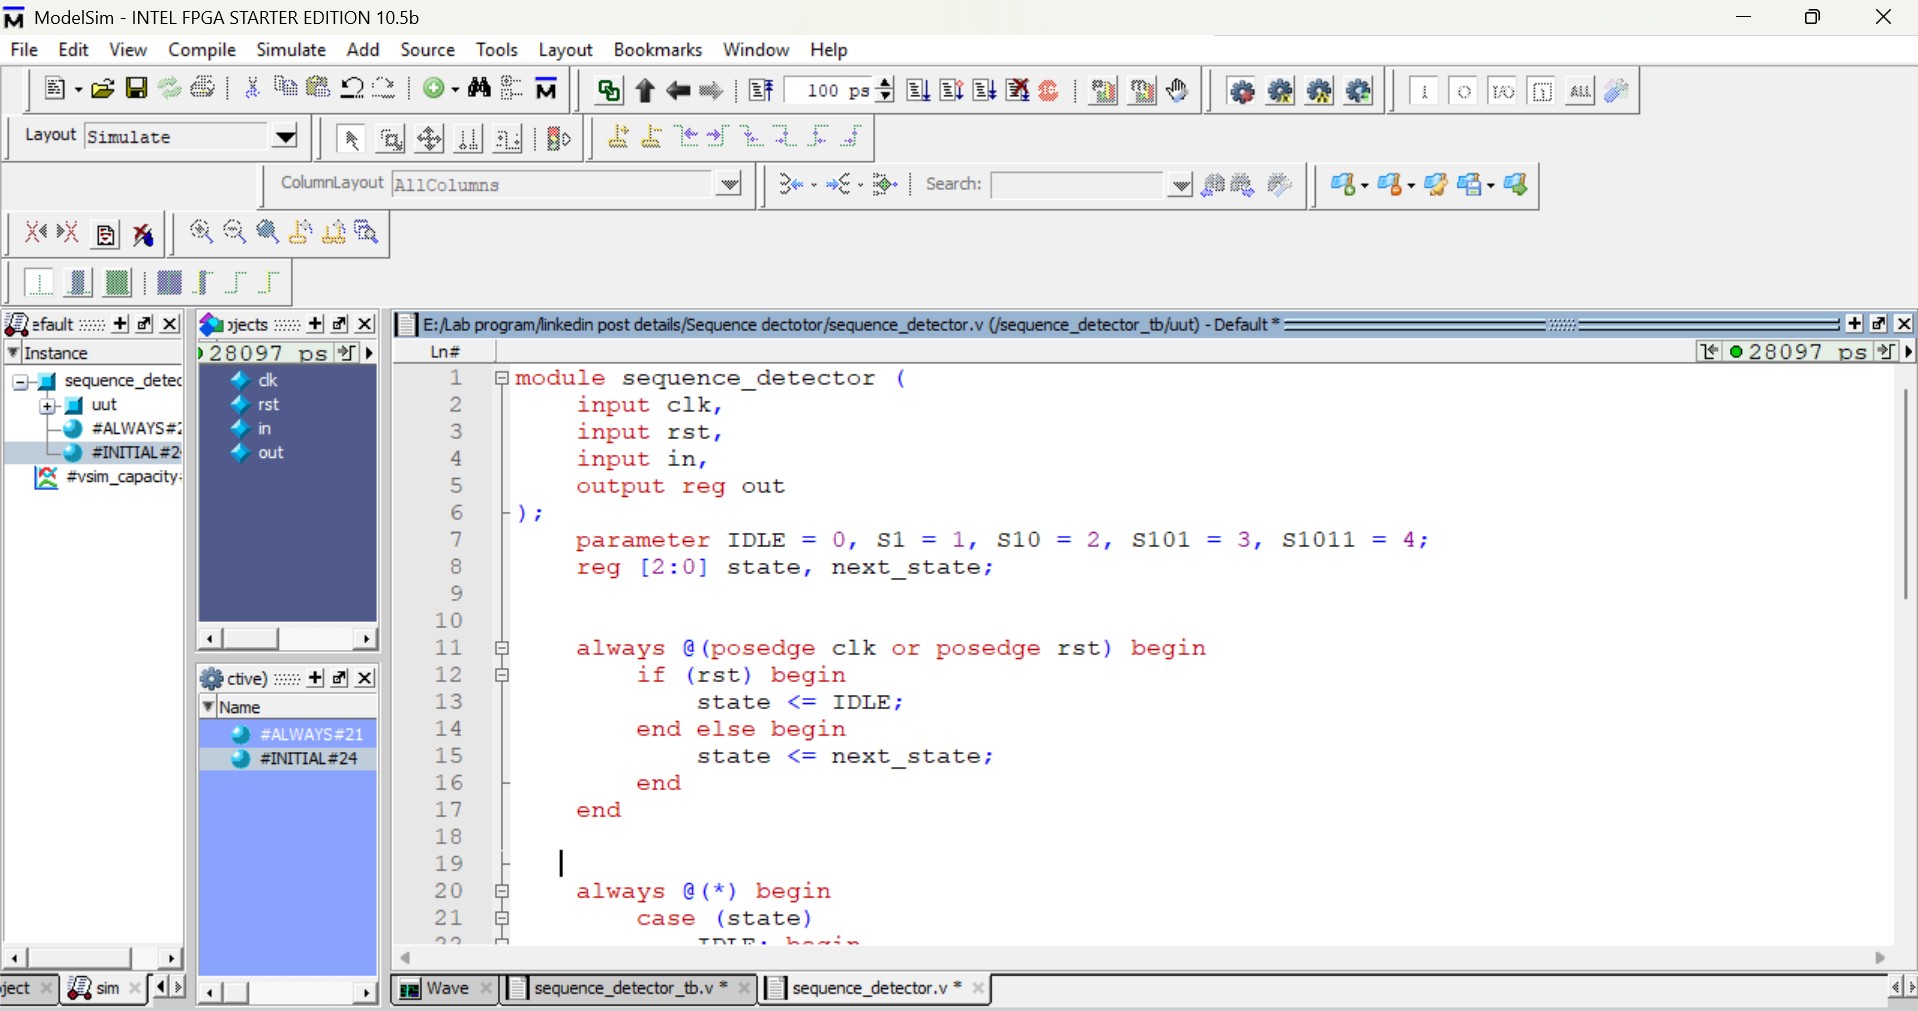 ModelSim - INTEL FPGA STARTER EDITION 10.5b
File Edit View Compile Simulate Add Source Tools Layout Bookmarks Window Help
100 ps
ALL
Layout Simulate
ColumnLayout AllColumns
Search:
efault
Instance
sequence_detec
uut
#ALWAYS#2
#INITIAL#2
#vsim_capacity
ject
sim
jects
28097 ps
clk
rst
in
out
ctive)
Name
#ALWAYS#21
#INITIAL#24
E:/Lab program/linkedin post details/Sequence dectotor/sequence_detector.v (/sequence_detector_tb/uut) - Default *
Ln#
28097 ps
1 module sequence_detector (
2 input clk,
3 input rst,
4 input in,
5 output reg out
6 );
7 parameter IDLE = 0, S1 = 1, S10 = 2, S101 = 3, S1011 = 4;
8 reg [2:0] state, next_state;
9
10
11 always @(posedge clk or posedge rst) begin
12 if (rst) begin
13 state <= IDLE;
14 end else begin
15 state <= next_state;
16 end
17 end
18
19
20 always @(*) begin
21 case (state)
22 IDLE: begin
Wave
sequence_detector_tb.v *
sequence_detector.v *